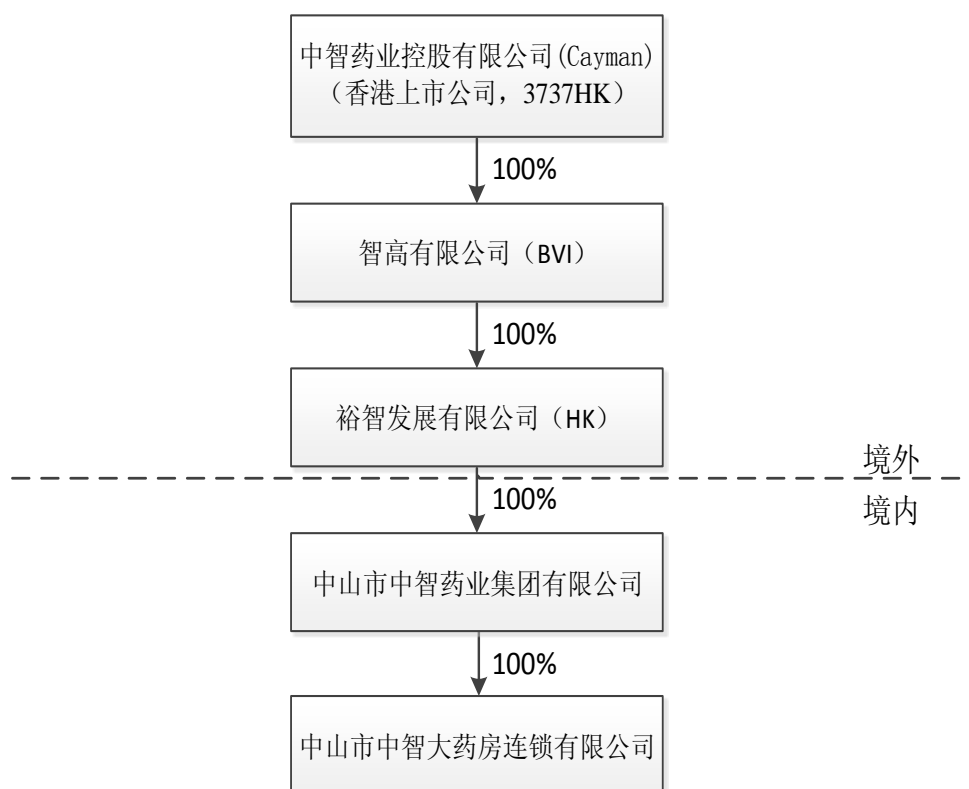 中智药业控股有限公司(Cayman)
（香港上市公司，3737HK）
100%
智高有限公司（BVI）
100%
裕智发展有限公司（HK）
境外
100%
境内
中山市中智药业集团有限公司
100%
中山市中智大药房连锁有限公司